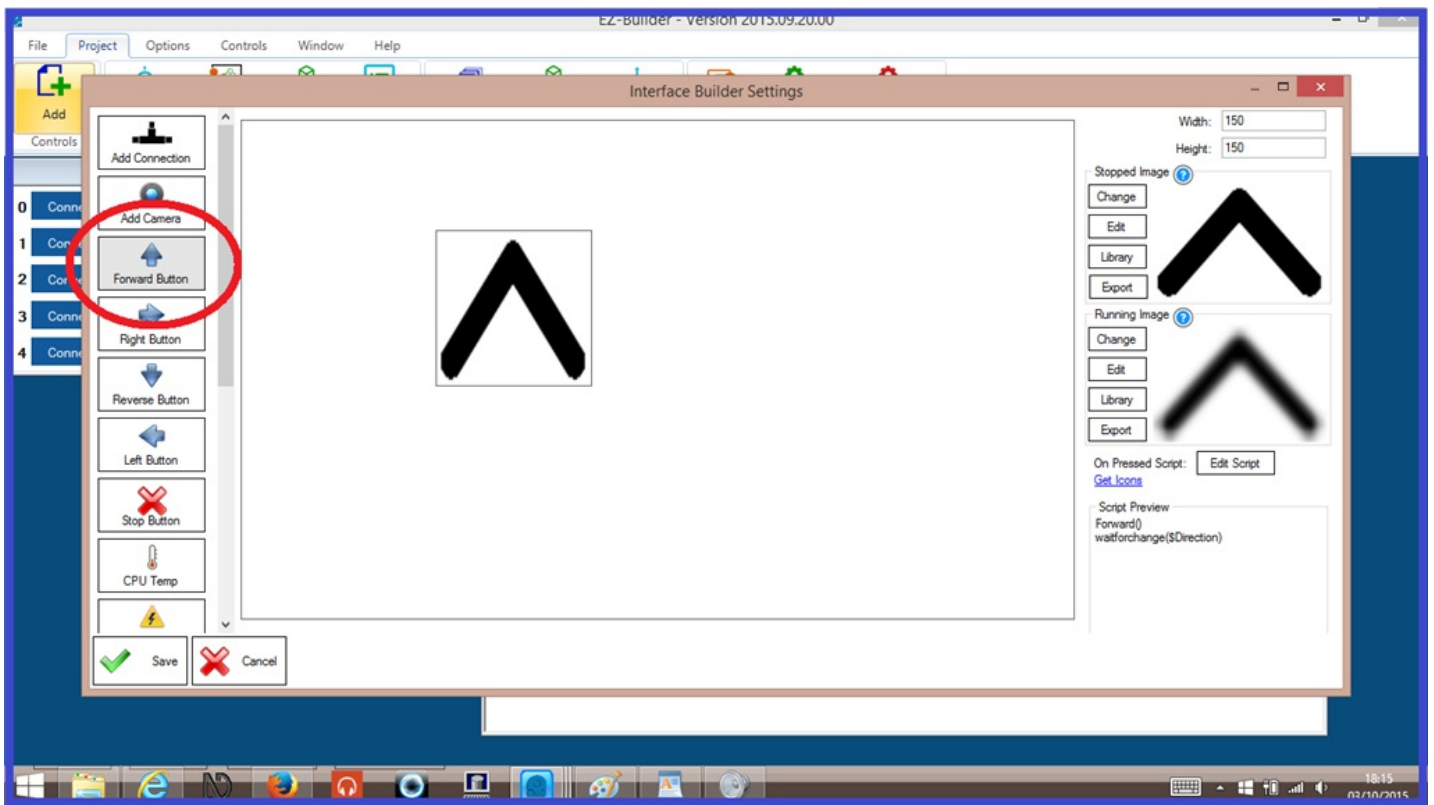 EZ-Builder - Version 2015.09.20.00
File Project Options Controls Window Help
Interface Builder Settings
Add
Controls
Width: 150
Height: 150
Add Connection
Add Camera
Forward Button
Right Button
Reverse Button
Left Button
Stop Button
CPU Temp
0
1
2
3
4
Stopped Image
Change
Edit
Library
Export
Running Image
Change
Edit
Library
Export
On Pressed Script: Edit Script
Get Icons
Script Preview
Forward()
waitforchange($Direction)
Save Cancel
18:15
03/10/2015